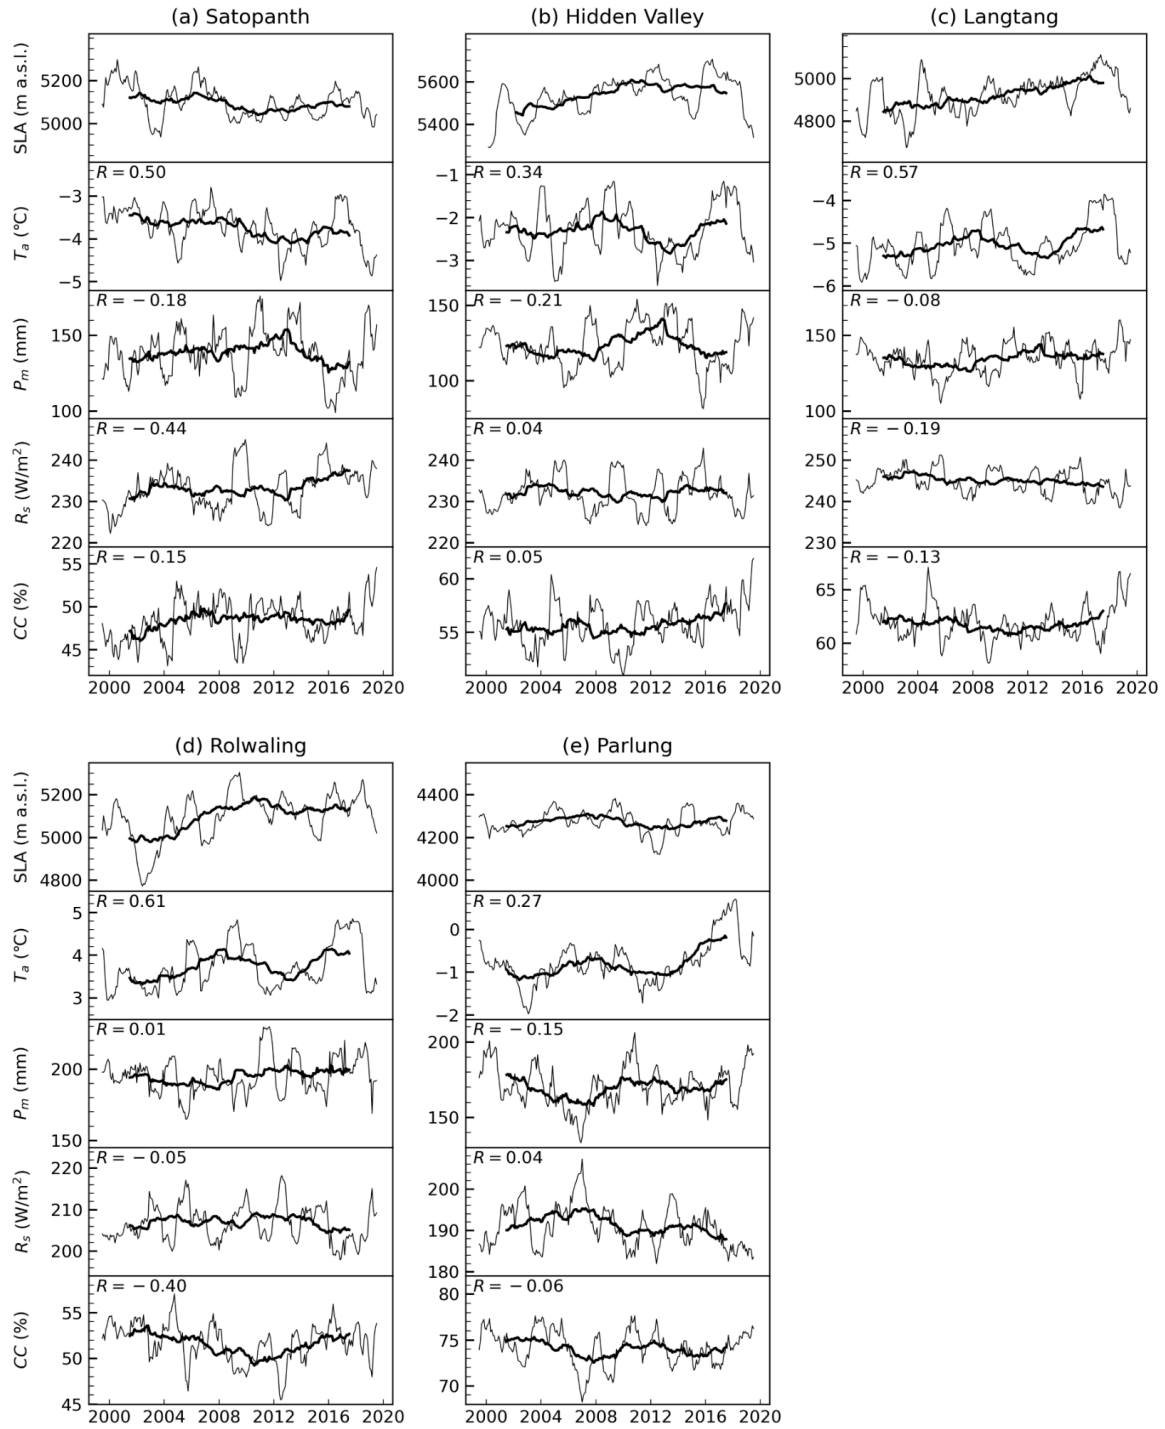 (a) Satopanth
(b) Hidden Valley
(c) Langtang
SLA (m a.s.l.)
5200
5000
5600
5400
5000
4800
T_a (°C)
R = 0.50
−3
−4
−5
R = 0.34
−1
−2
−3
R = 0.57
−4
−5
−6
P_m (mm)
R = −0.18
150
100
R = −0.21
150
100
R = −0.08
150
100
R_s (W/m²)
R = −0.44
240
230
220
R = 0.04
240
230
220
R = −0.19
250
240
230
CC (%)
R = −0.15
55
50
45
R = 0.05
60
55
R = −0.13
65
60
2000 2004 2008 2012 2016 2020
2000 2004 2008 2012 2016 2020
2000 2004 2008 2012 2016 2020
(d) Rolwaling
(e) Parlung
SLA (m a.s.l.)
5200
5000
4800
4400
4200
4000
T_a (°C)
R = 0.61
5
4
3
R = 0.27
0
−1
−2
P_m (mm)
R = 0.01
200
150
R = −0.15
200
150
R_s (W/m²)
R = −0.05
220
210
200
R = 0.04
200
190
180
CC (%)
R = −0.40
55
50
45
R = −0.06
80
75
70
2000 2004 2008 2012 2016 2020
2000 2004 2008 2012 2016 2020